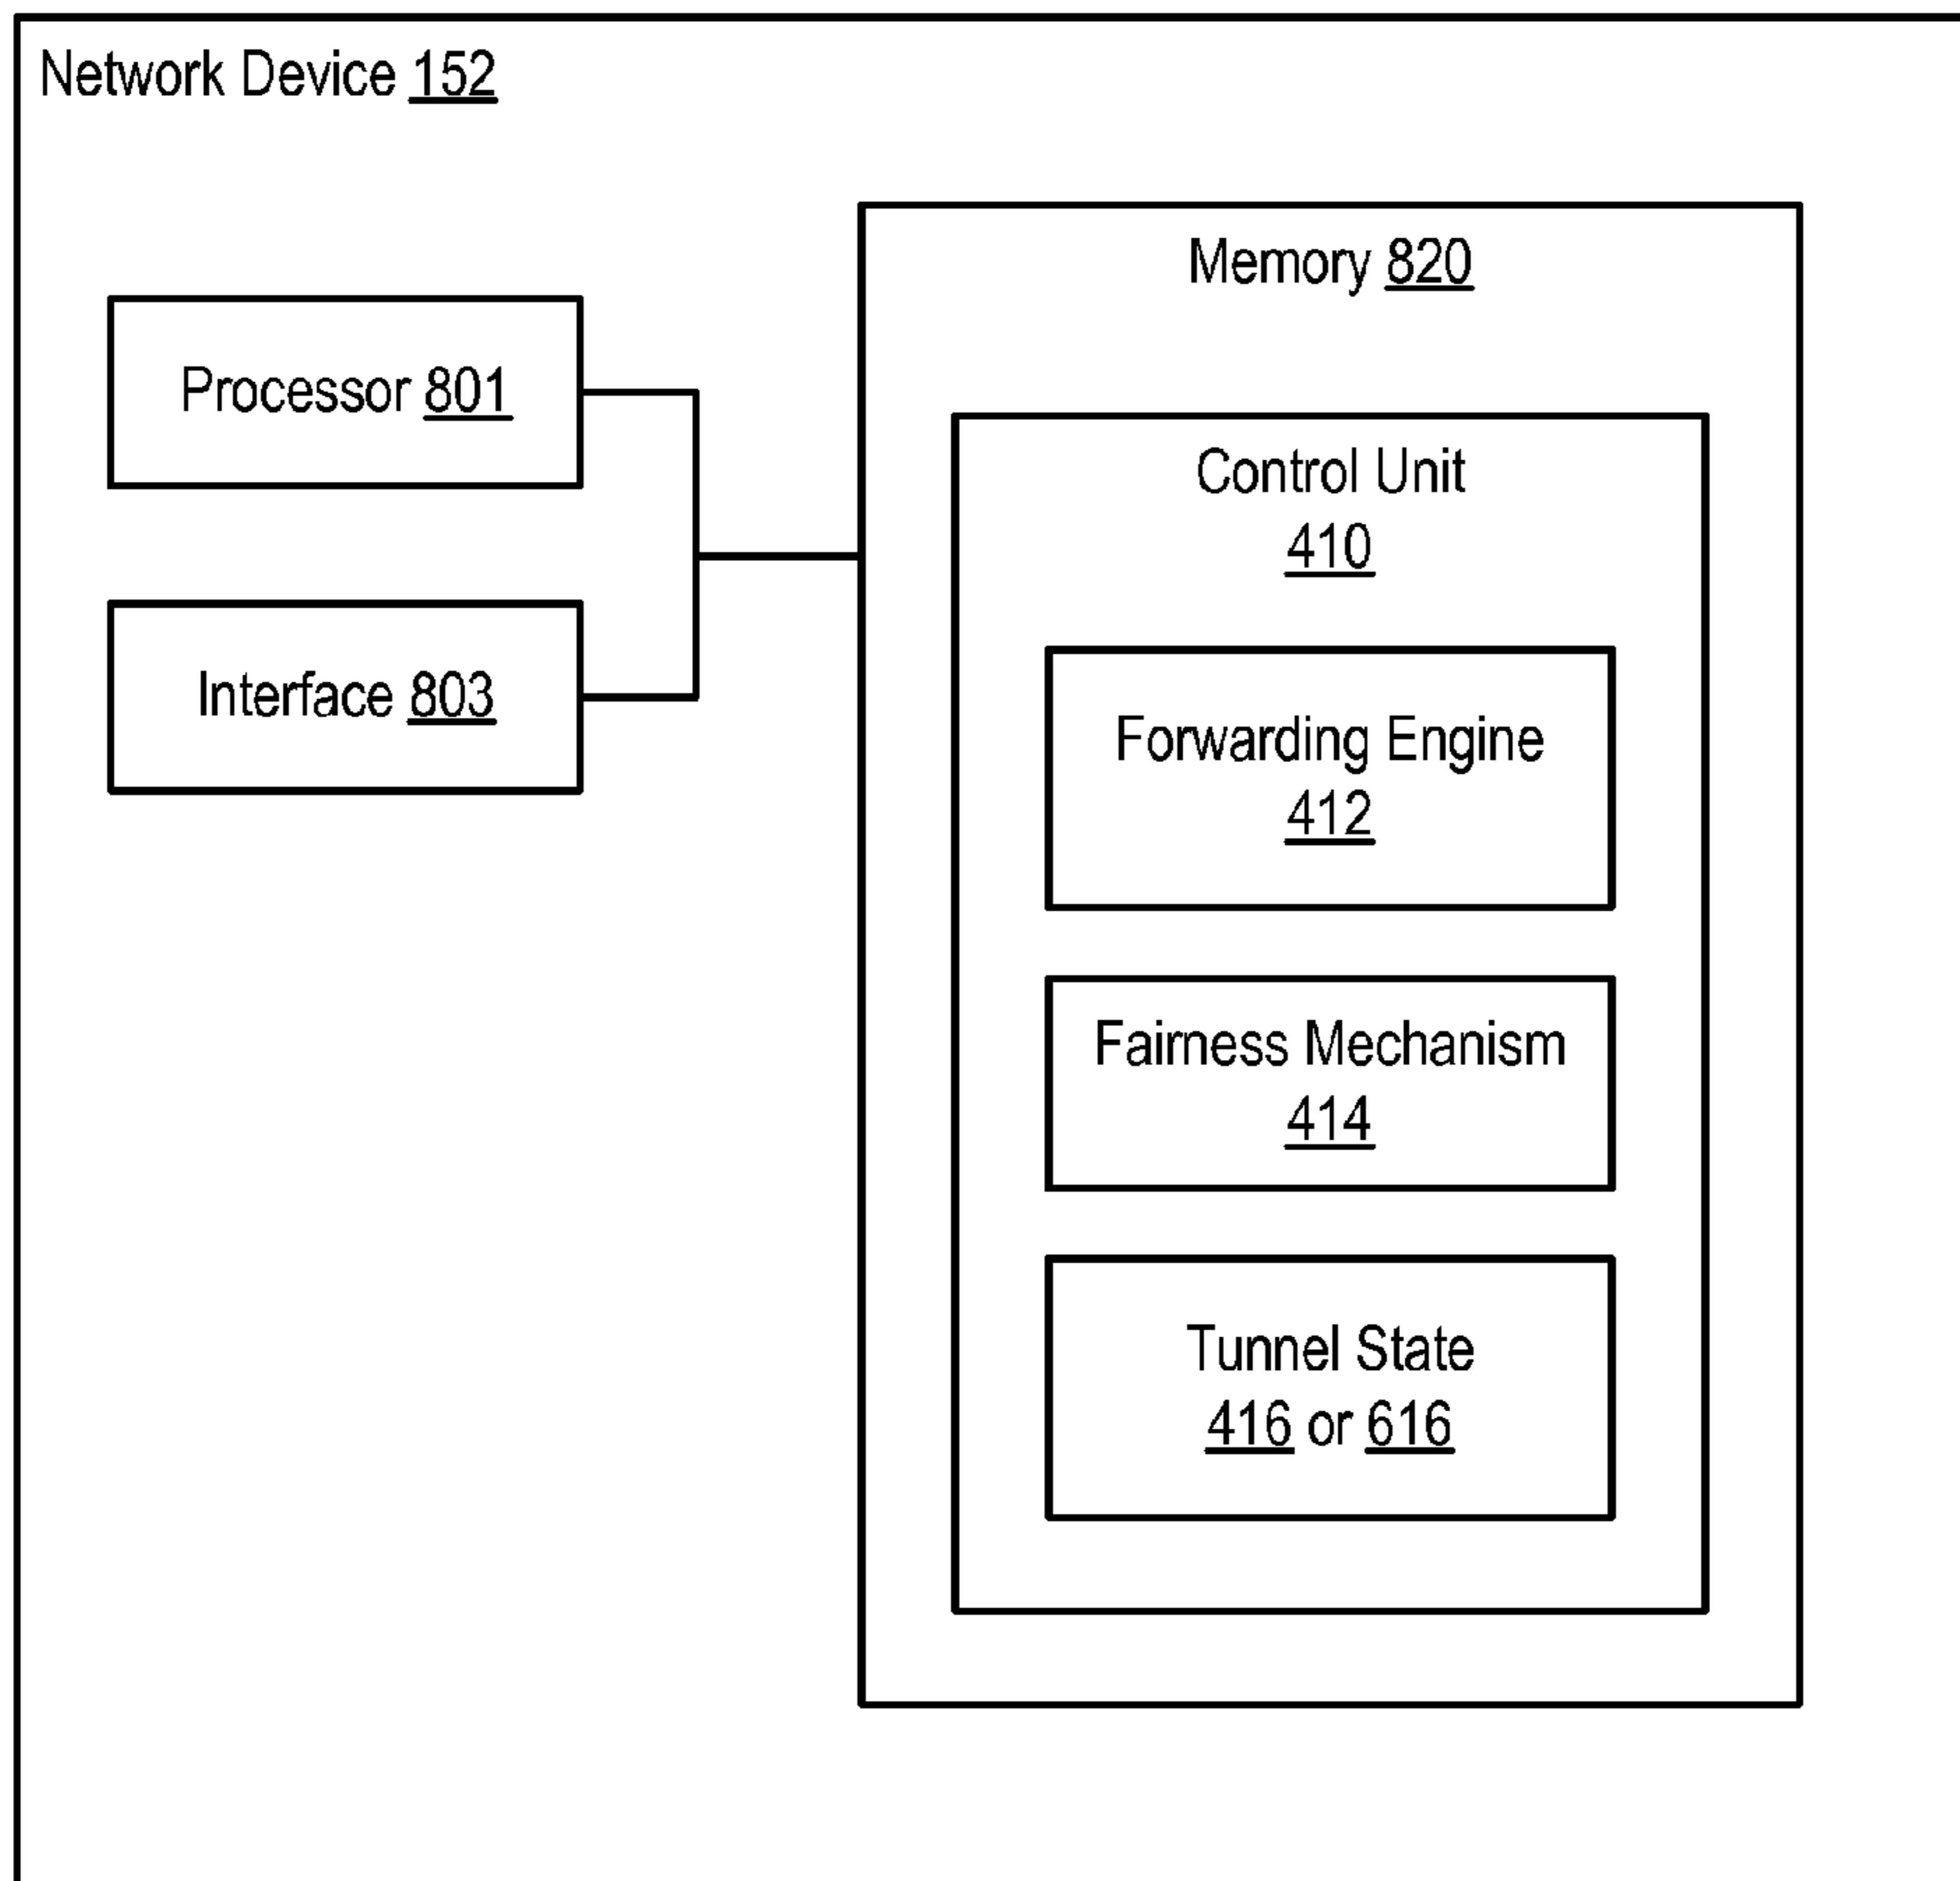 Network Device 152
Memory 820
Processor 801
Control Unit
410
Interface 803
Forwarding Engine
412
Fairness Mechanism
414
Tunnel State
416 or 616